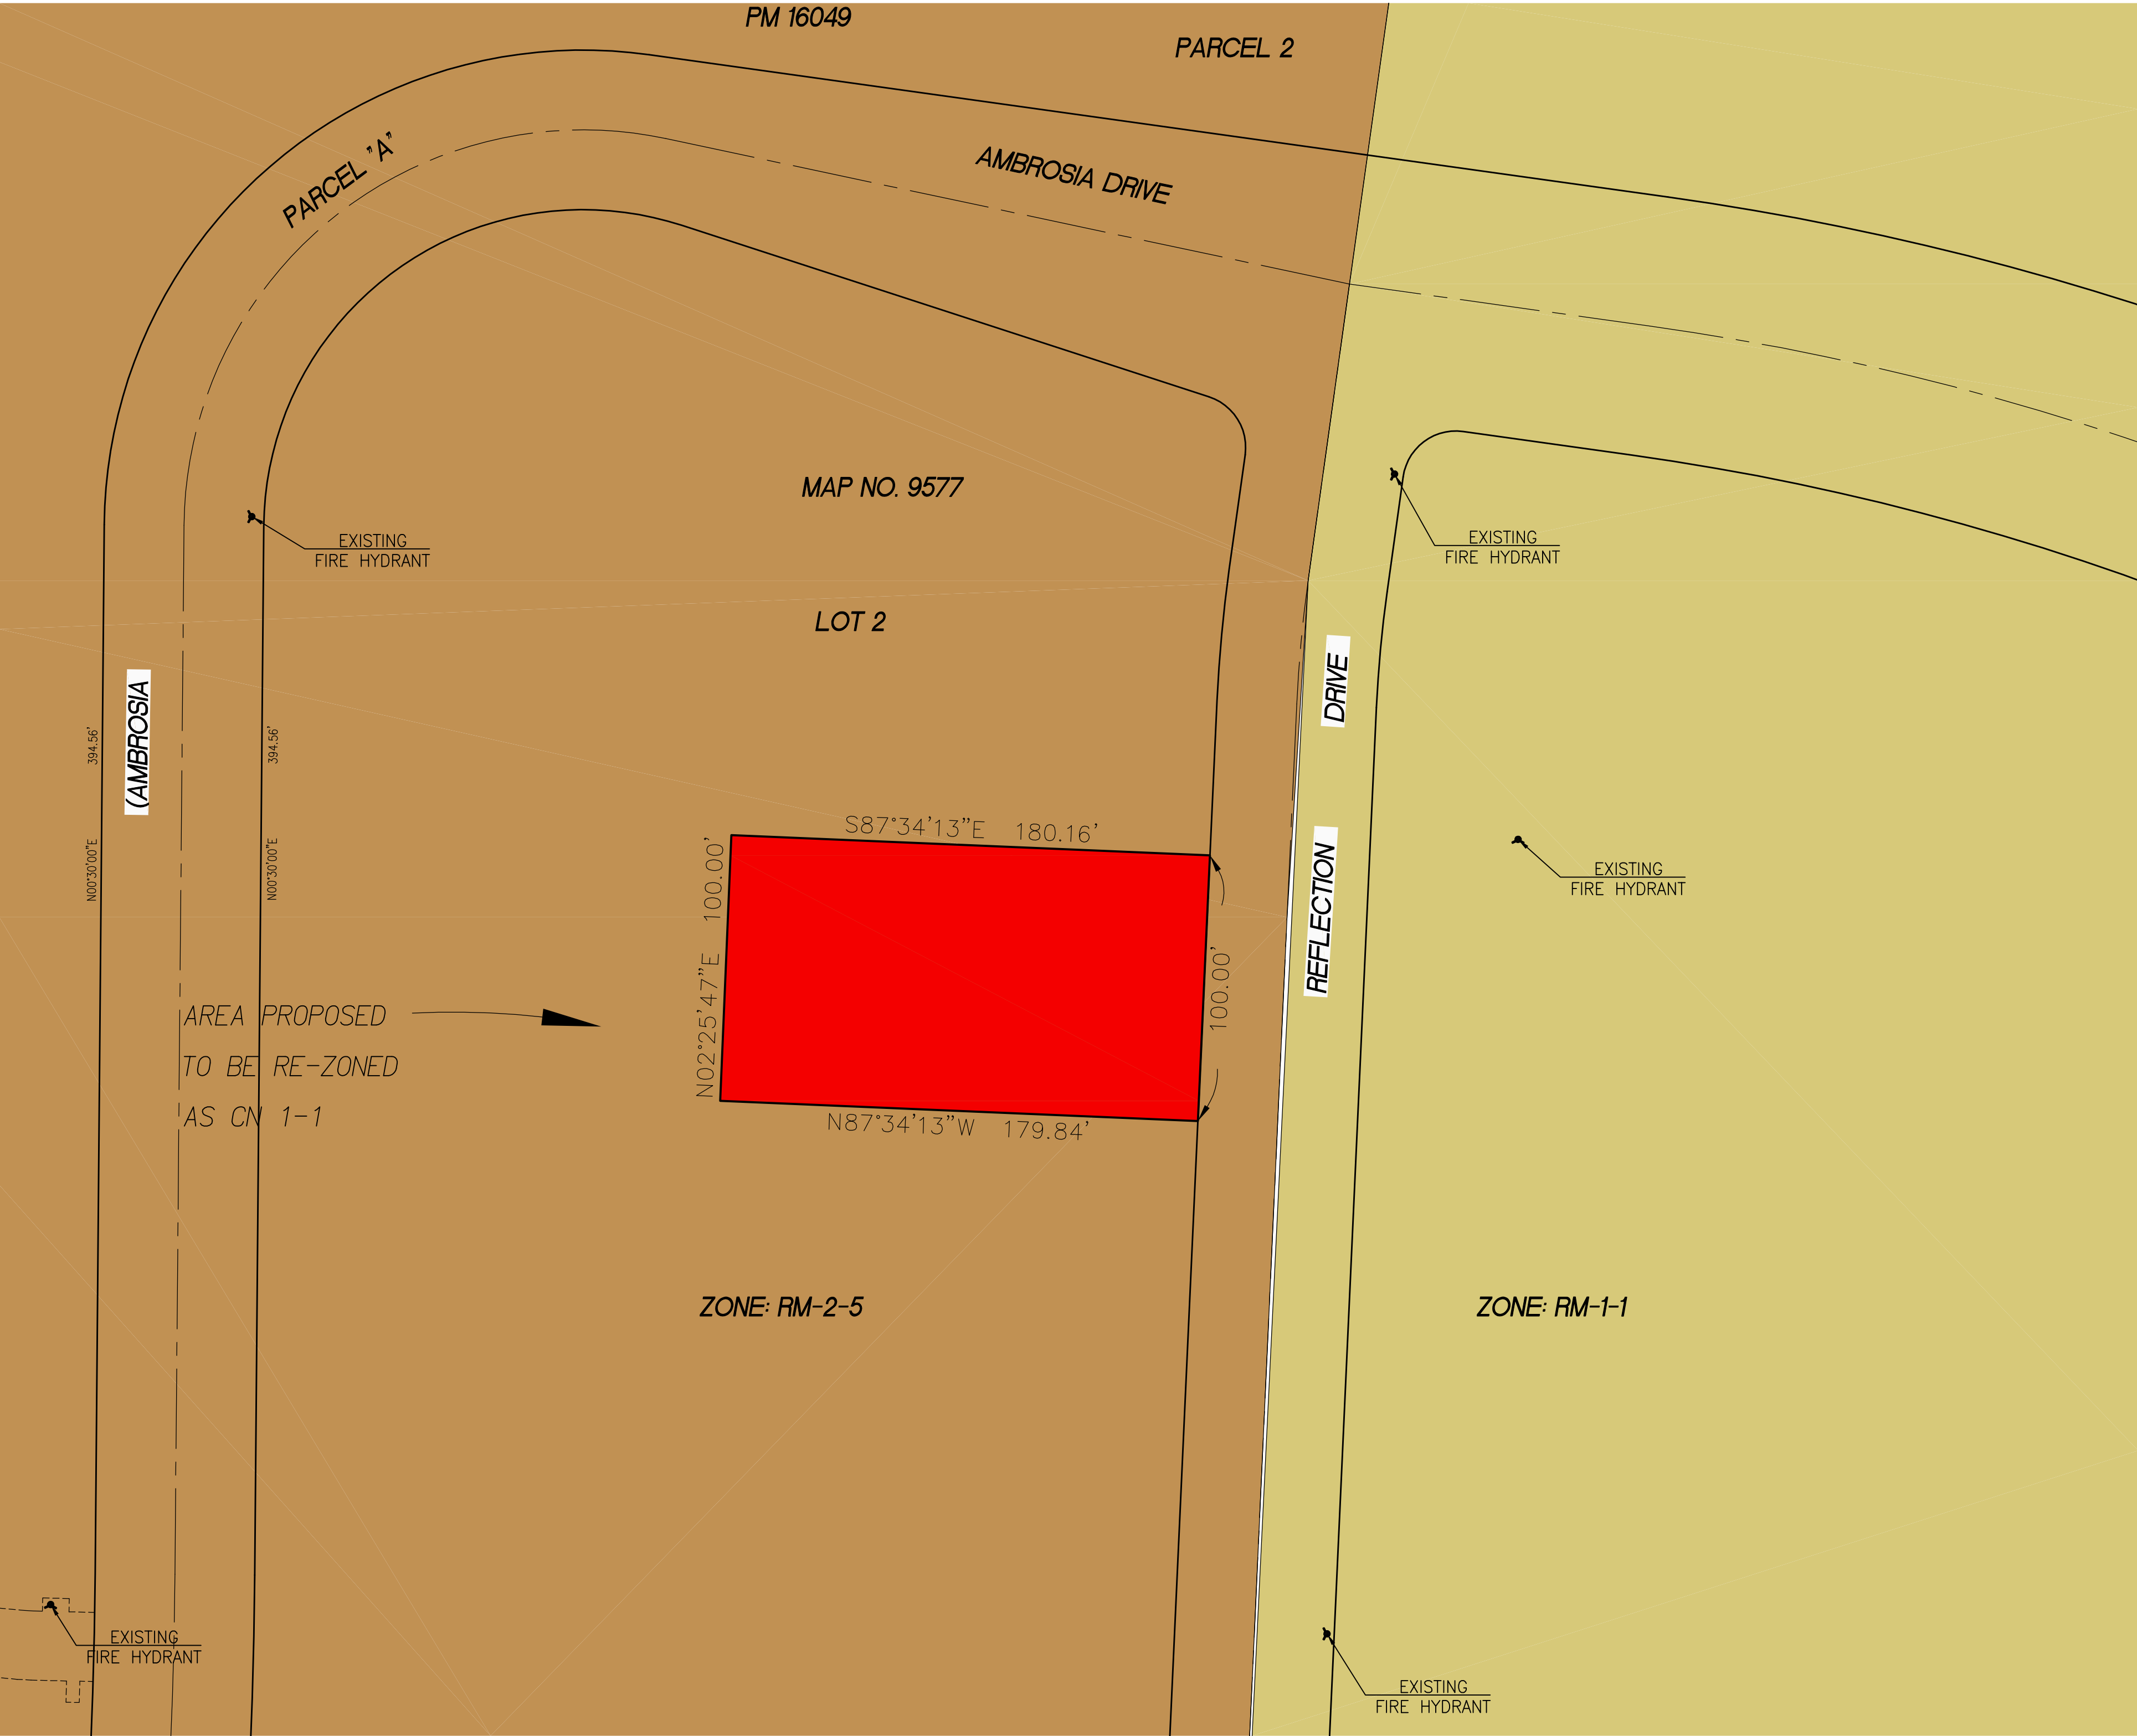 PM 16049
PARCEL 2
PARCEL "A"
AMBROSIA DRIVE
MAP NO. 9577
EXISTING
FIRE HYDRANT
EXISTING
FIRE HYDRANT
LOT 2
(AMBROSIA
394.56'
N00°30'00"E
394.56'
N00°30'00"E
REFLECTION DRIVE
S87°34'13"E 180.16'
N02°25'47"E 100.00'
100.00'
N87°34'13"W 179.84'
EXISTING
FIRE HYDRANT
AREA PROPOSED
TO BE RE-ZONED
AS CN 1-1
ZONE: RM-2-5
ZONE: RM-1-1
EXISTING
FIRE HYDRANT
EXISTING
FIRE HYDRANT